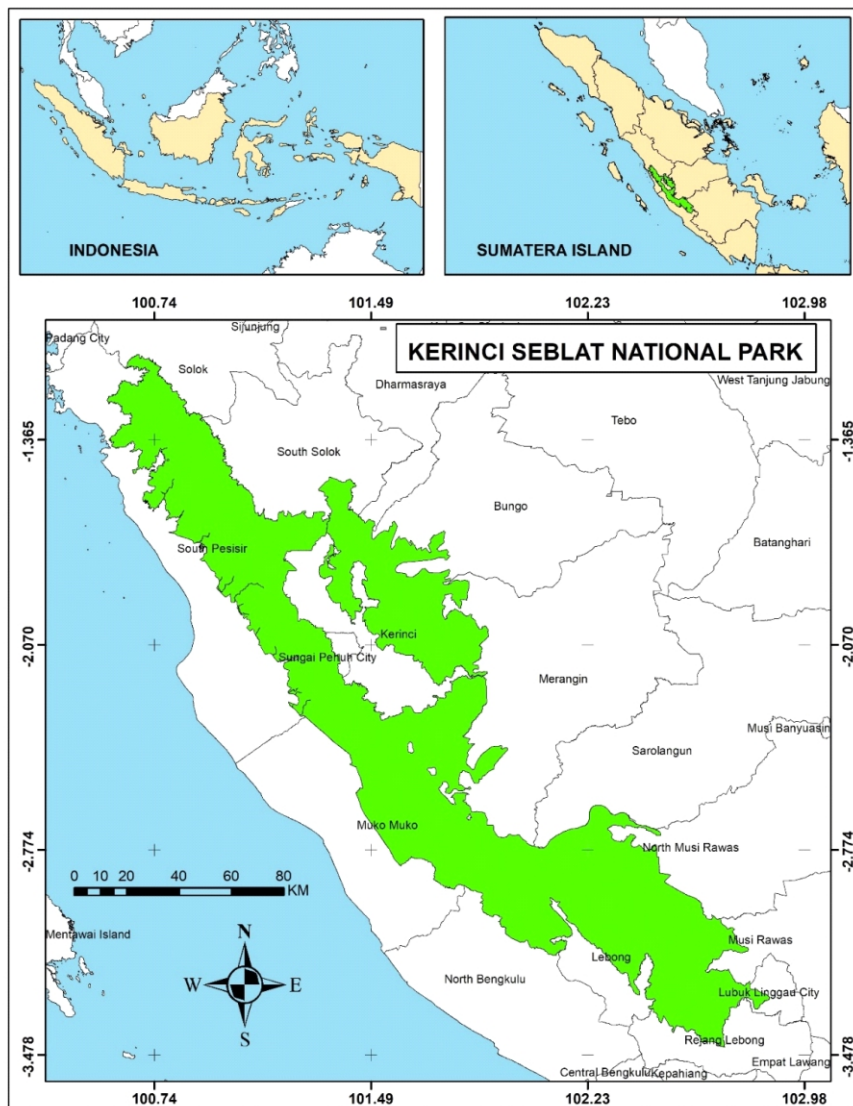 INDONESIA
SUMATERA ISLAND
100.74 101.49 102.23 102.98
KERINCI SEBLAT NATIONAL PARK
Padang City
Sijunjung
Solok
Dharmasraya
West Tanjung Jabung
Tebo
-1.365
-1.365
South Solok
Bungo
Batanghari
South Pesisir
Kerinci
-2.070
-2.070
Sungai Penuh City
Merangin
Musi Banyuasin
Sarolangun
Muko Muko
North Musi Rawas
-2.774
-2.774
0 10 20 40 60 80
KM
Mentawai Island
N
W E
S
Musi Rawas
Lebong
North Bengkulu
Lubuk Linggau City
Rejang Lebong
-3.478
-3.478
Empat Lawang
Central Bengkulu
Kepahiang
100.74 101.49 102.23 102.98